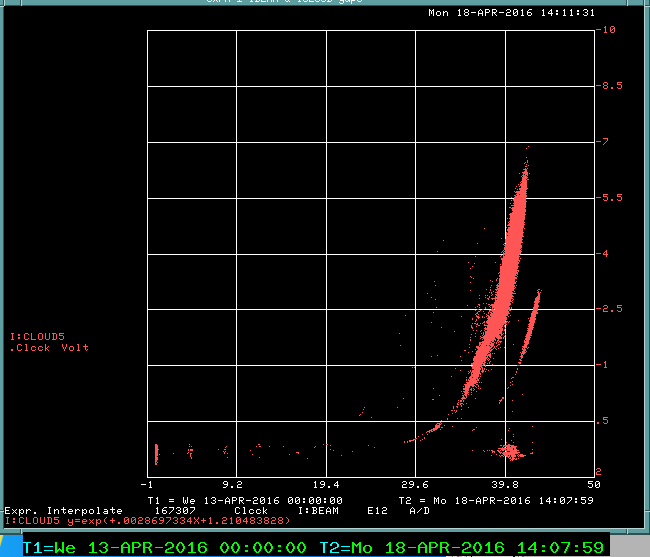 Mon 18-APR-2016 14:11:31
10
8.5
7
5.5
4
2.5
I:CLOUD5
.Clock Volt
1
.5
2
-1 9.2 19.4 29.6 39.8 50
T1 = We 13-APR-2016 00:00:00 T2 = Mo 18-APR-2016 14:07:59
Expr. Interpolate 167307 Clock I:BEAM E12 A/D
I:CLOUD5 y=exp(+.0028697334X+1.210483828)
T1=We 13-APR-2016 00:00:00 T2=Mo 18-APR-2016 14:07:59